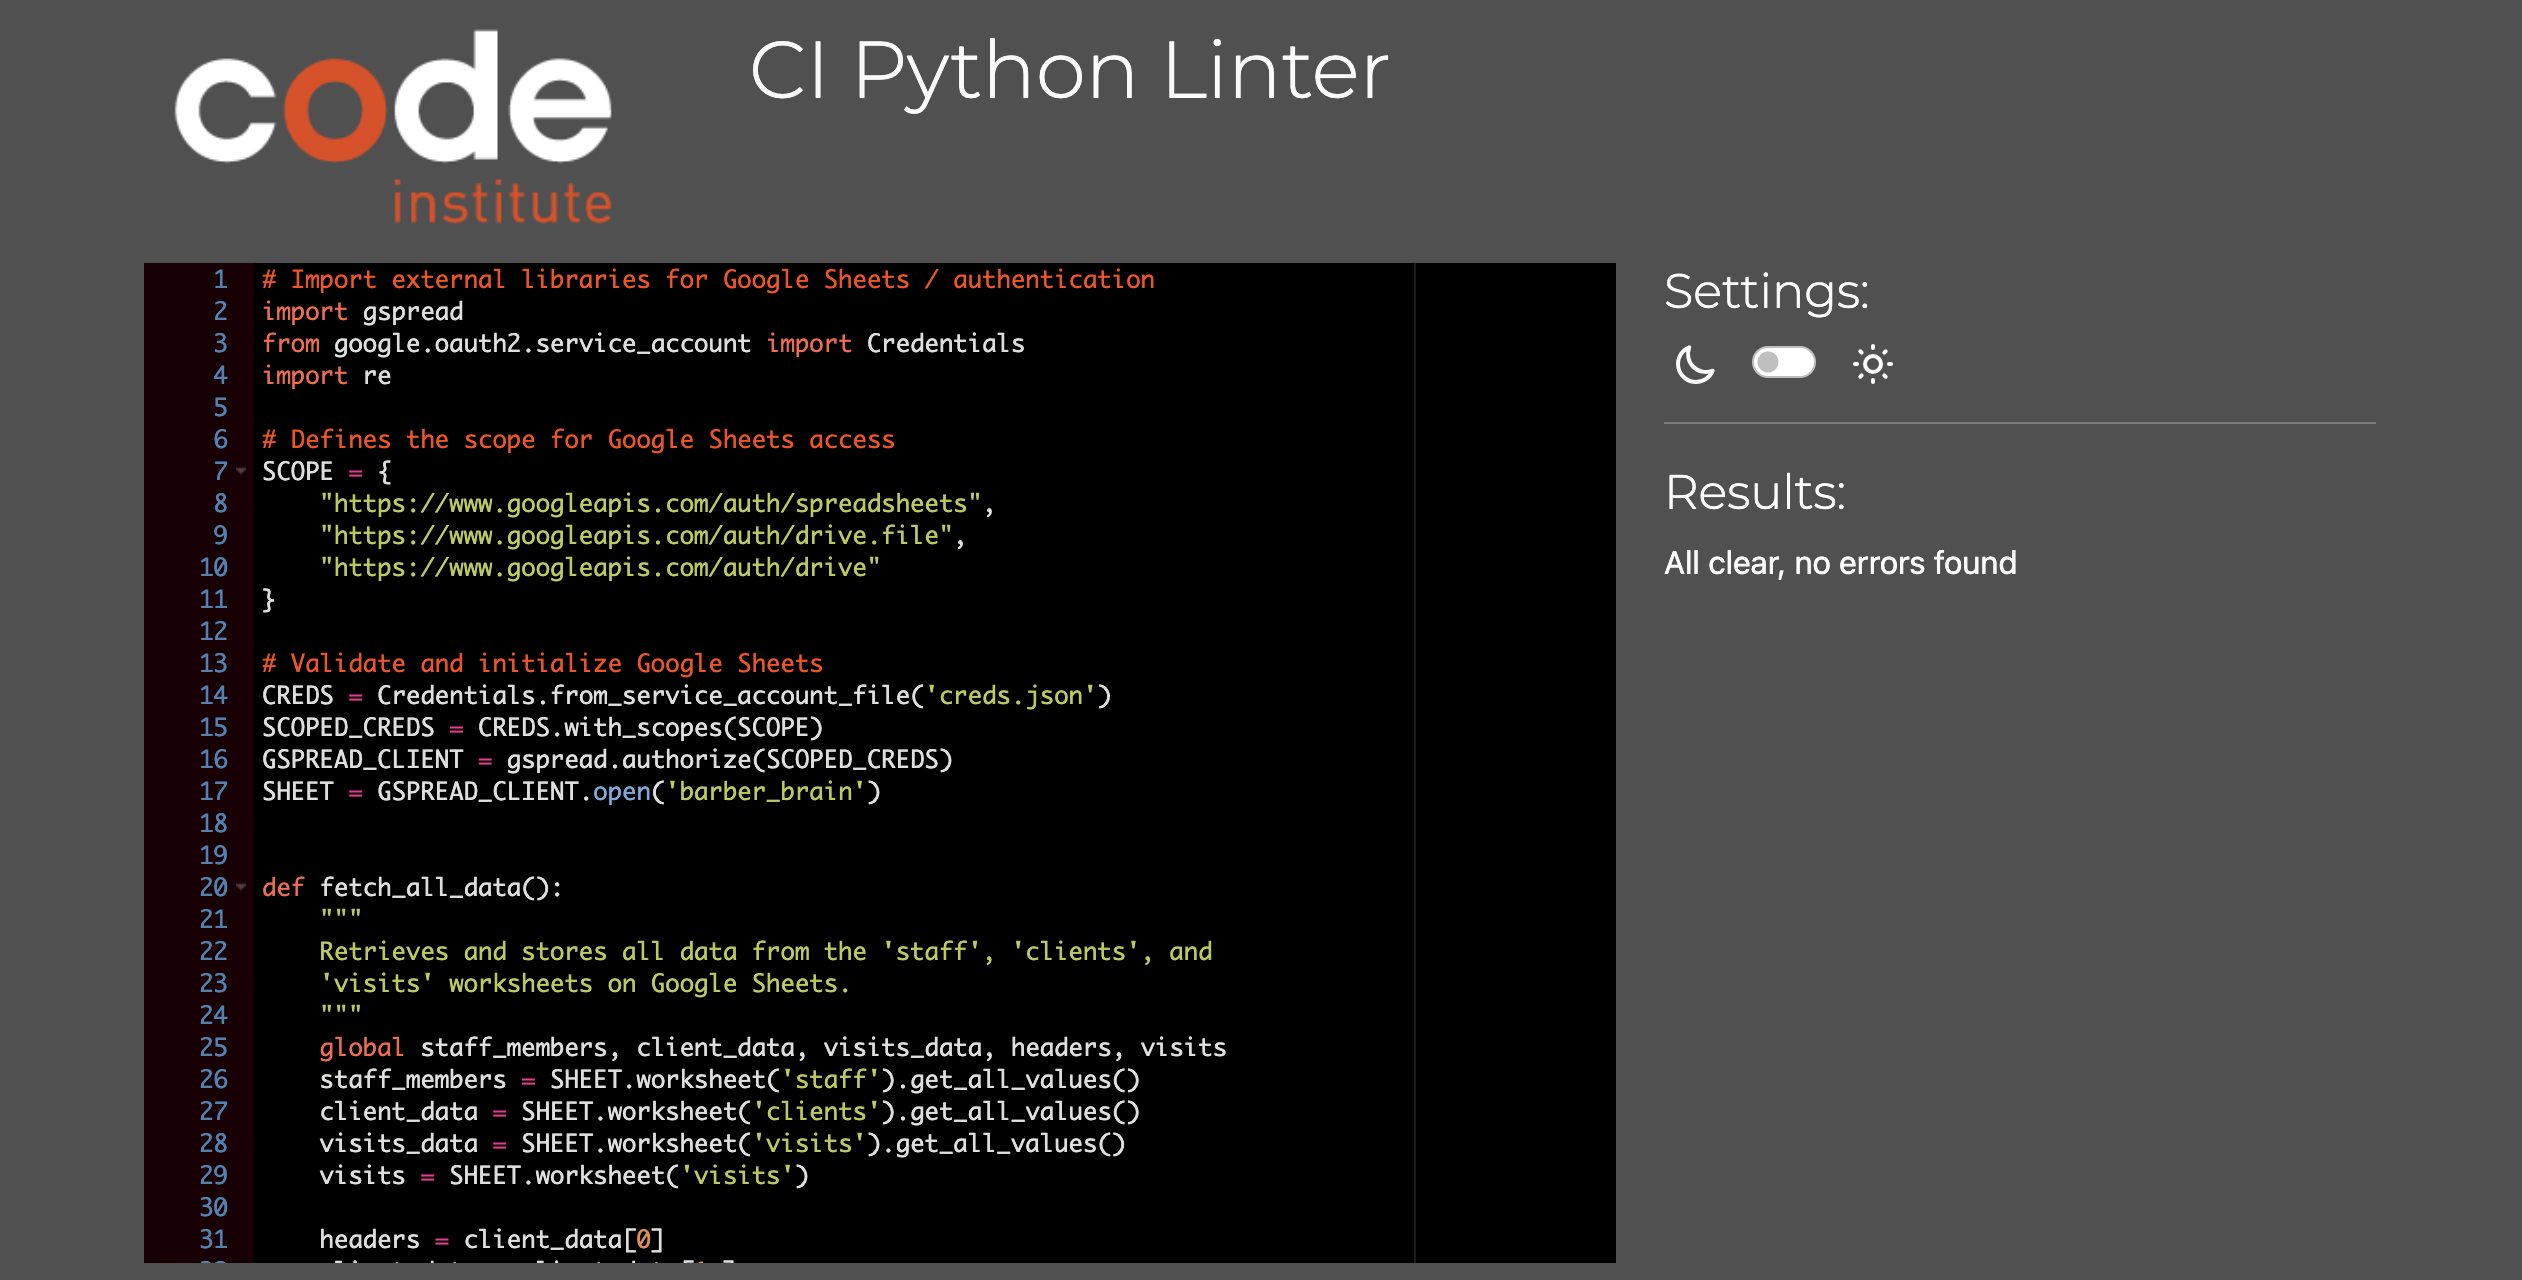 code
institute
CI Python Linter
1 # Import external libraries for Google Sheets / authentication
2 import gspread
3 from google.oauth2.service_account import Credentials
4 import re
5
6 # Defines the scope for Google Sheets access
7 SCOPE = {
8     "https://www.googleapis.com/auth/spreadsheets",
9     "https://www.googleapis.com/auth/drive.file",
10     "https://www.googleapis.com/auth/drive"
11 }
12
13 # Validate and initialize Google Sheets
14 CREDS = Credentials.from_service_account_file('creds.json')
15 SCOPED_CREDS = CREDS.with_scopes(SCOPE)
16 GSPREAD_CLIENT = gspread.authorize(SCOPED_CREDS)
17 SHEET = GSPREAD_CLIENT.open('barber_brain')
18
19
20 def fetch_all_data():
21     """
22     Retrieves and stores all data from the 'staff', 'clients', and
23     'visits' worksheets on Google Sheets.
24     """
25     global staff_members, client_data, visits_data, headers, visits
26     staff_members = SHEET.worksheet('staff').get_all_values()
27     client_data = SHEET.worksheet('clients').get_all_values()
28     visits_data = SHEET.worksheet('visits').get_all_values()
29     visits = SHEET.worksheet('visits')
30
31     headers = client_data[0]
Settings:
Results:
All clear, no errors found